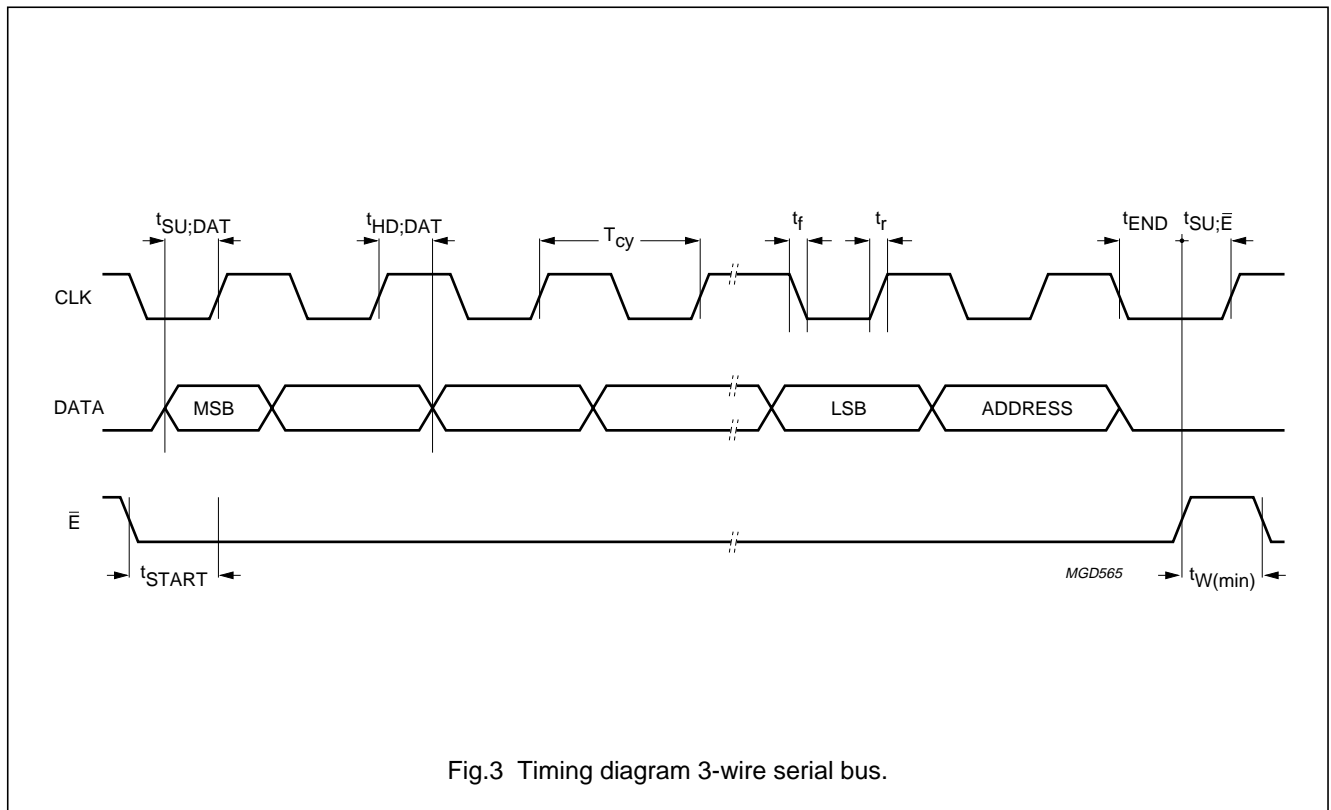 tSU;DAT tHD;DAT Tcy tf tr tEND tSU;Ē
CLK
DATA MSB LSB ADDRESS
Ē
tSTART MGD565 tW(min)
Fig.3 Timing diagram 3-wire serial bus.